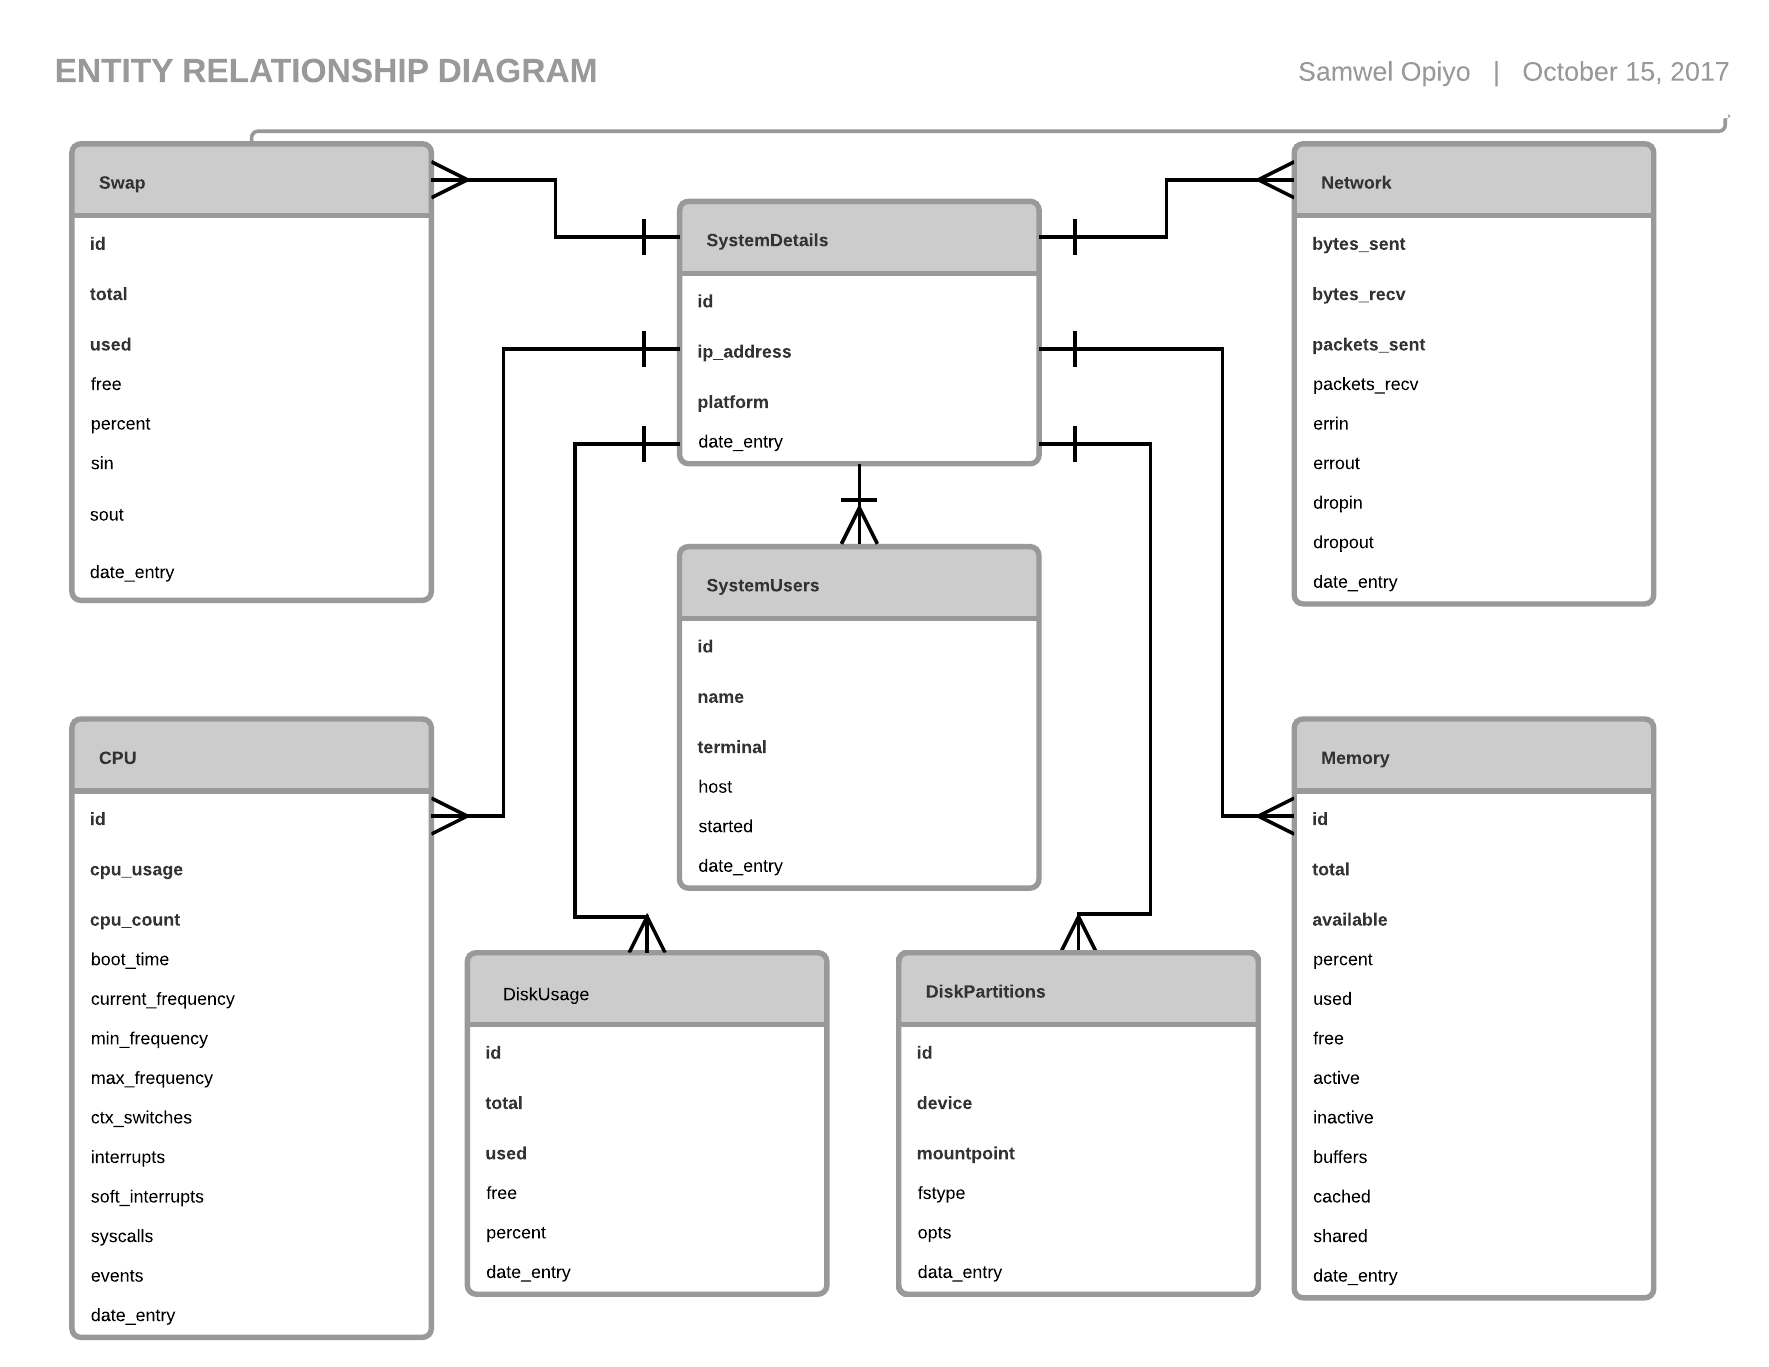 ENTITY RELATIONSHIP DIAGRAM
Samwel Opiyo | October 15, 2017
Swap
id
total
used
free
percent
sin
sout
date_entry
SystemDetails
id
ip_address
platform
date_entry
Network
bytes_sent
bytes_recv
packets_sent
packets_recv
errin
errout
dropin
dropout
date_entry
SystemUsers
id
name
terminal
host
started
date_entry
CPU
id
cpu_usage
cpu_count
boot_time
current_frequency
min_frequency
max_frequency
ctx_switches
interrupts
soft_interrupts
syscalls
events
date_entry
DiskUsage
id
total
used
free
percent
date_entry
DiskPartitions
id
device
mountpoint
fstype
opts
data_entry
Memory
id
total
available
percent
used
free
active
inactive
buffers
cached
shared
date_entry